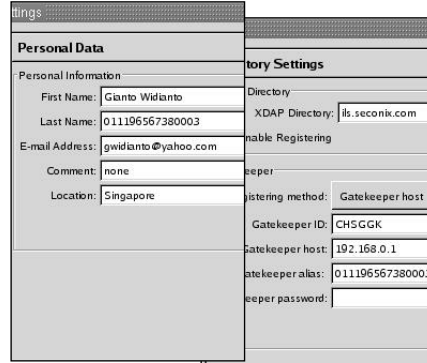 ttings
Personal Data
Personal Information
First Name: Gianto Widianto
Last Name: 011196567380003
E-mail Address: gwidianto@yahoo.com
Comment: none
Location: Singapore
tory Settings
Directory
XDAP Directory: ils.seconix.com
nable Registering
eeper
gistering method: Gatekeeper host
Gatekeeper ID: CHSGGK
Gatekeeper host: 192.168.0.1
atekeeper alias: 01119656738000
eeper password: